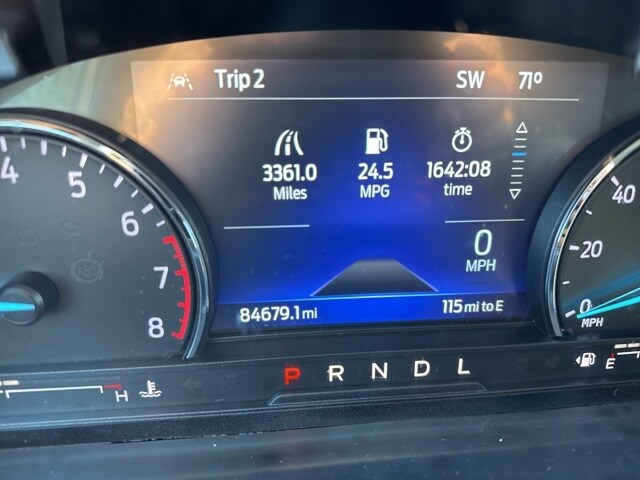 Trip 2 SW 71°
3361.0 24.5 1642:08
Miles MPG time
0
MPH
84679.1 mi 115 mi to E
4
5
6
7
8
40
20
0
MPH
P R N D L
H
E